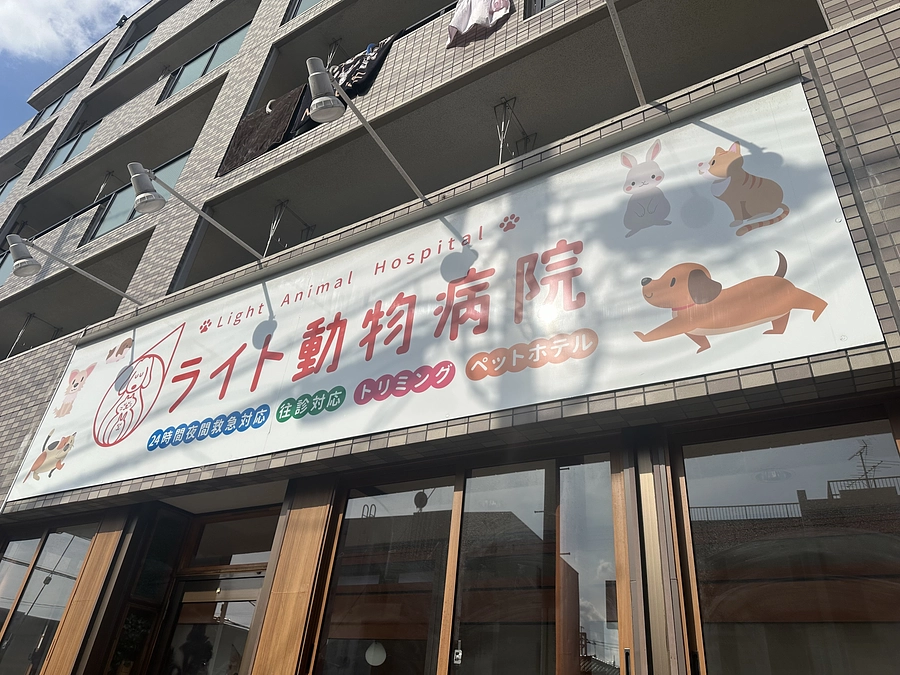 Light Animal Hospital
ライト動物病院
24時間夜間救急対応 往診対応 トリミング ペットホテル